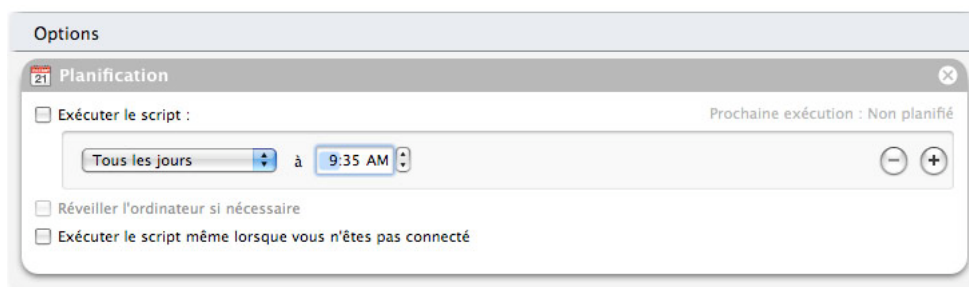 Options
21 Planification
Exécuter le script : Prochaine exécution : Non planifié
Tous les jours à 9:35 AM
Réveiller l'ordinateur si nécessaire
Exécuter le script même lorsque vous n'êtes pas connecté